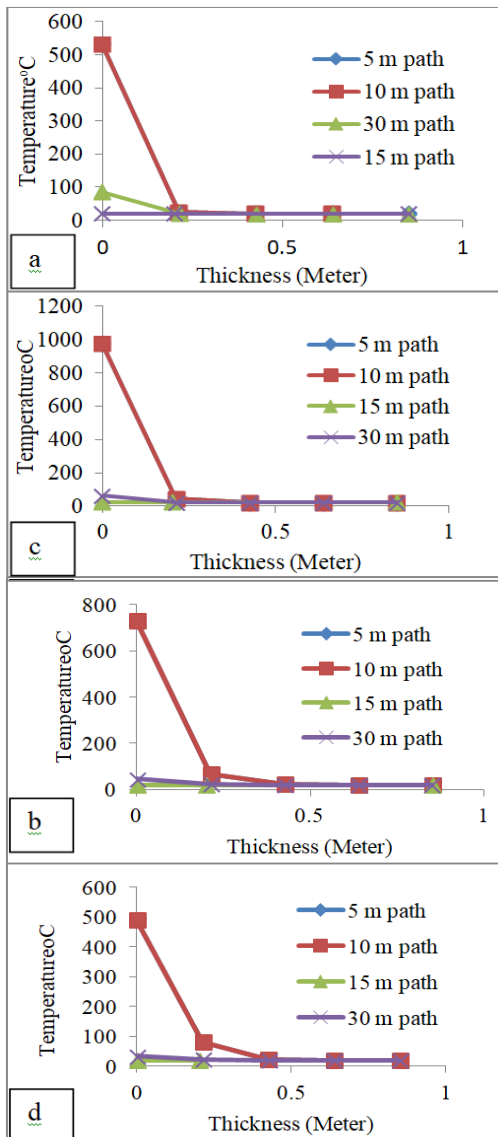 600
500
400
300
200
100
0
Temperature⁰C
5 m path
10 m path
30 m path
15 m path
0
0.5
1
Thickness (Meter)
a
1200
1000
800
600
400
200
0
TemperatureoC
5 m path
10 m path
15 m path
30 m path
0
0.5
1
Thickness (Meter)
c
800
600
400
200
0
TemperatureoC
5 m path
10 m path
15 m path
30 m path
0
0.5
1
Thickness (Meter)
b
600
500
400
300
200
100
0
TemperatureoC
5 m path
10 m path
15 m path
30 m path
0
0.5
1
Thickness (Meter)
d